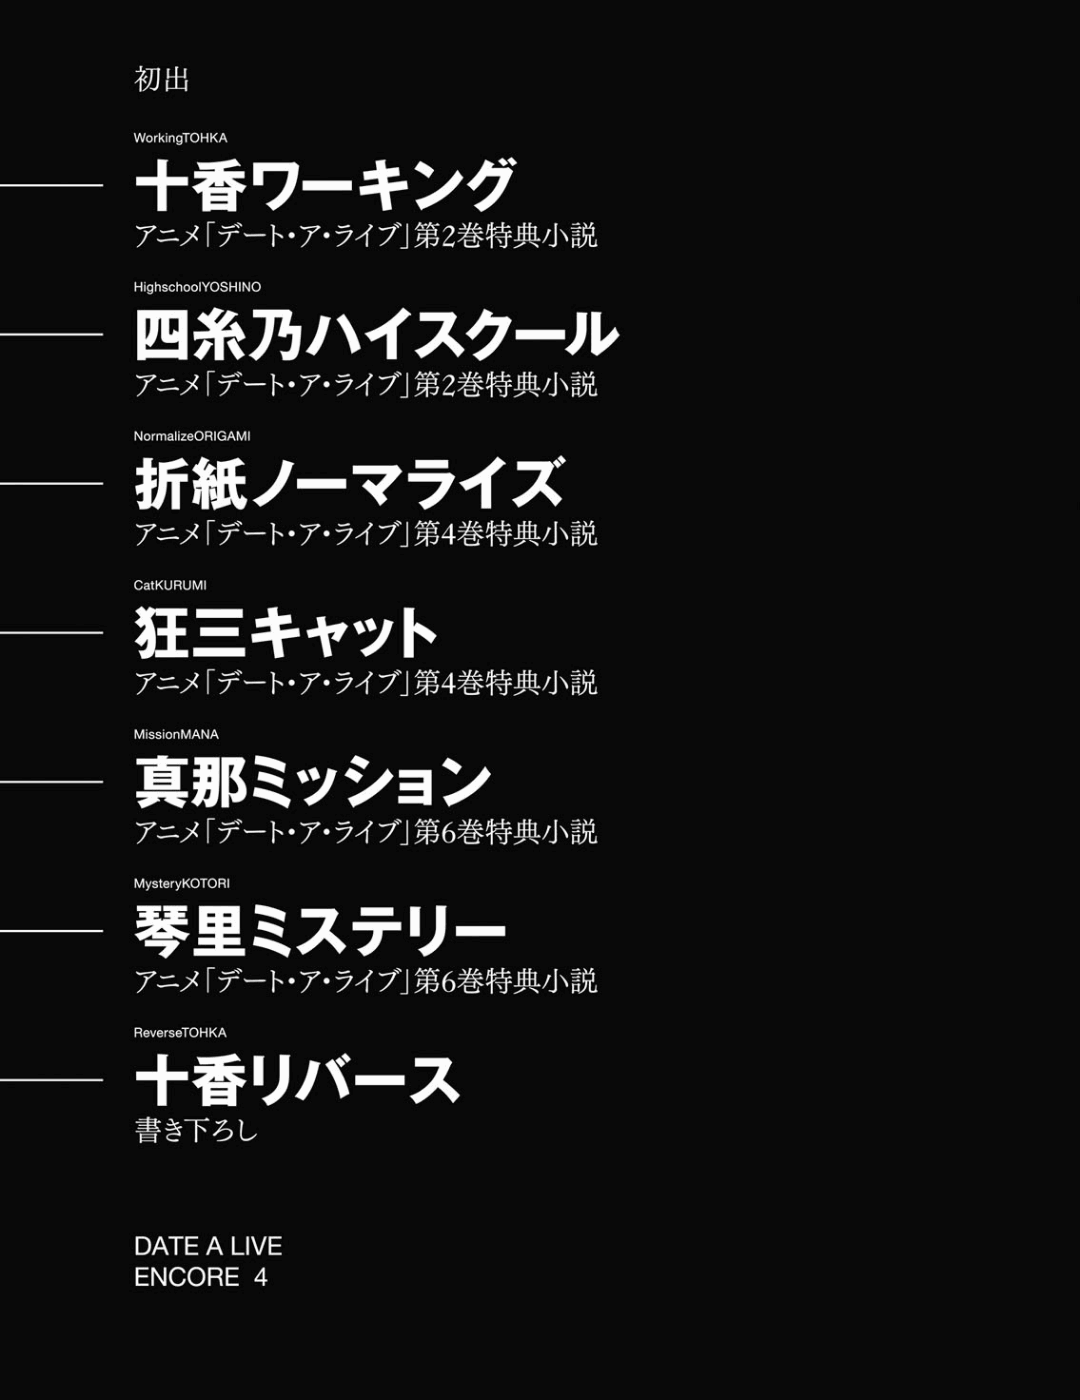 初出
WorkingTOHKA
十香ワーキング
アニメ「デート・ア・ライブ」第2巻特典小説
HighschoolYOSHINO
四糸乃ハイスクール
アニメ「デート・ア・ライブ」第2巻特典小説
NormalizeORIGAMI
折紙ノーマライズ
アニメ「デート・ア・ライブ」第4巻特典小説
CatKURUMI
狂三キャット
アニメ「デート・ア・ライブ」第4巻特典小説
MissionMANA
真那ミッション
アニメ「デート・ア・ライブ」第6巻特典小説
MysteryKOTORI
琴里ミステリー
アニメ「デート・ア・ライブ」第6巻特典小説
ReverseTOHKA
十香リバース
書き下ろし
DATE A LIVE
ENCORE 4